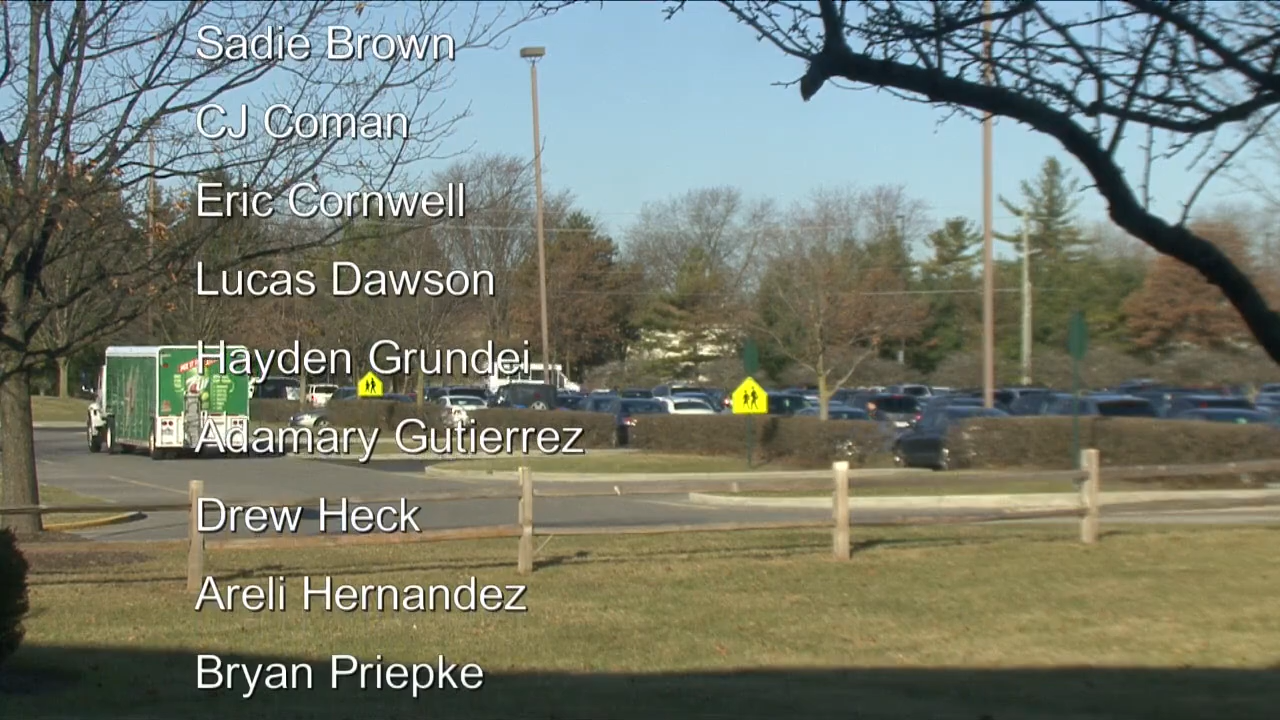 Sadie Brown
CJ Coman
Eric Cornwell
Lucas Dawson
Hayden Grundei
Adamary Gutierrez
Drew Heck
Areli Hernandez
Bryan Priepke